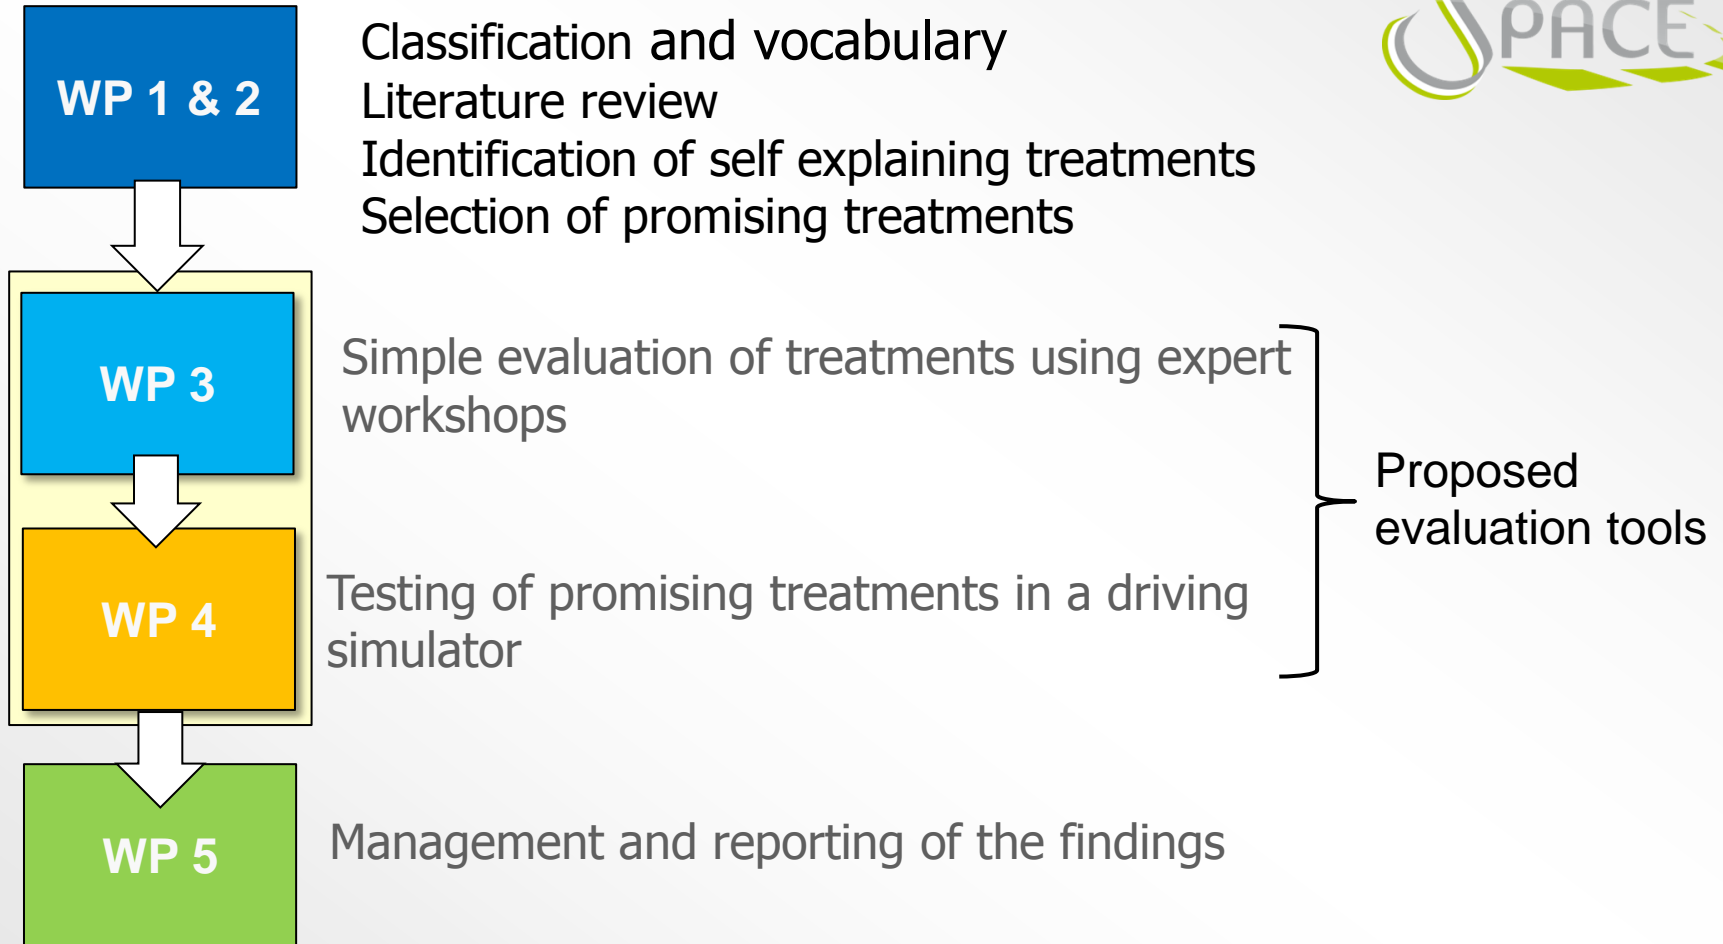 SPACE
WP 1 & 2
Classification and vocabulary
Literature review
Identification of self explaining treatments
Selection of promising treatments
WP 3
Simple evaluation of treatments using expert
workshops
Proposed
evaluation tools
WP 4
Testing of promising treatments in a driving
simulator
WP 5
Management and reporting of the findings